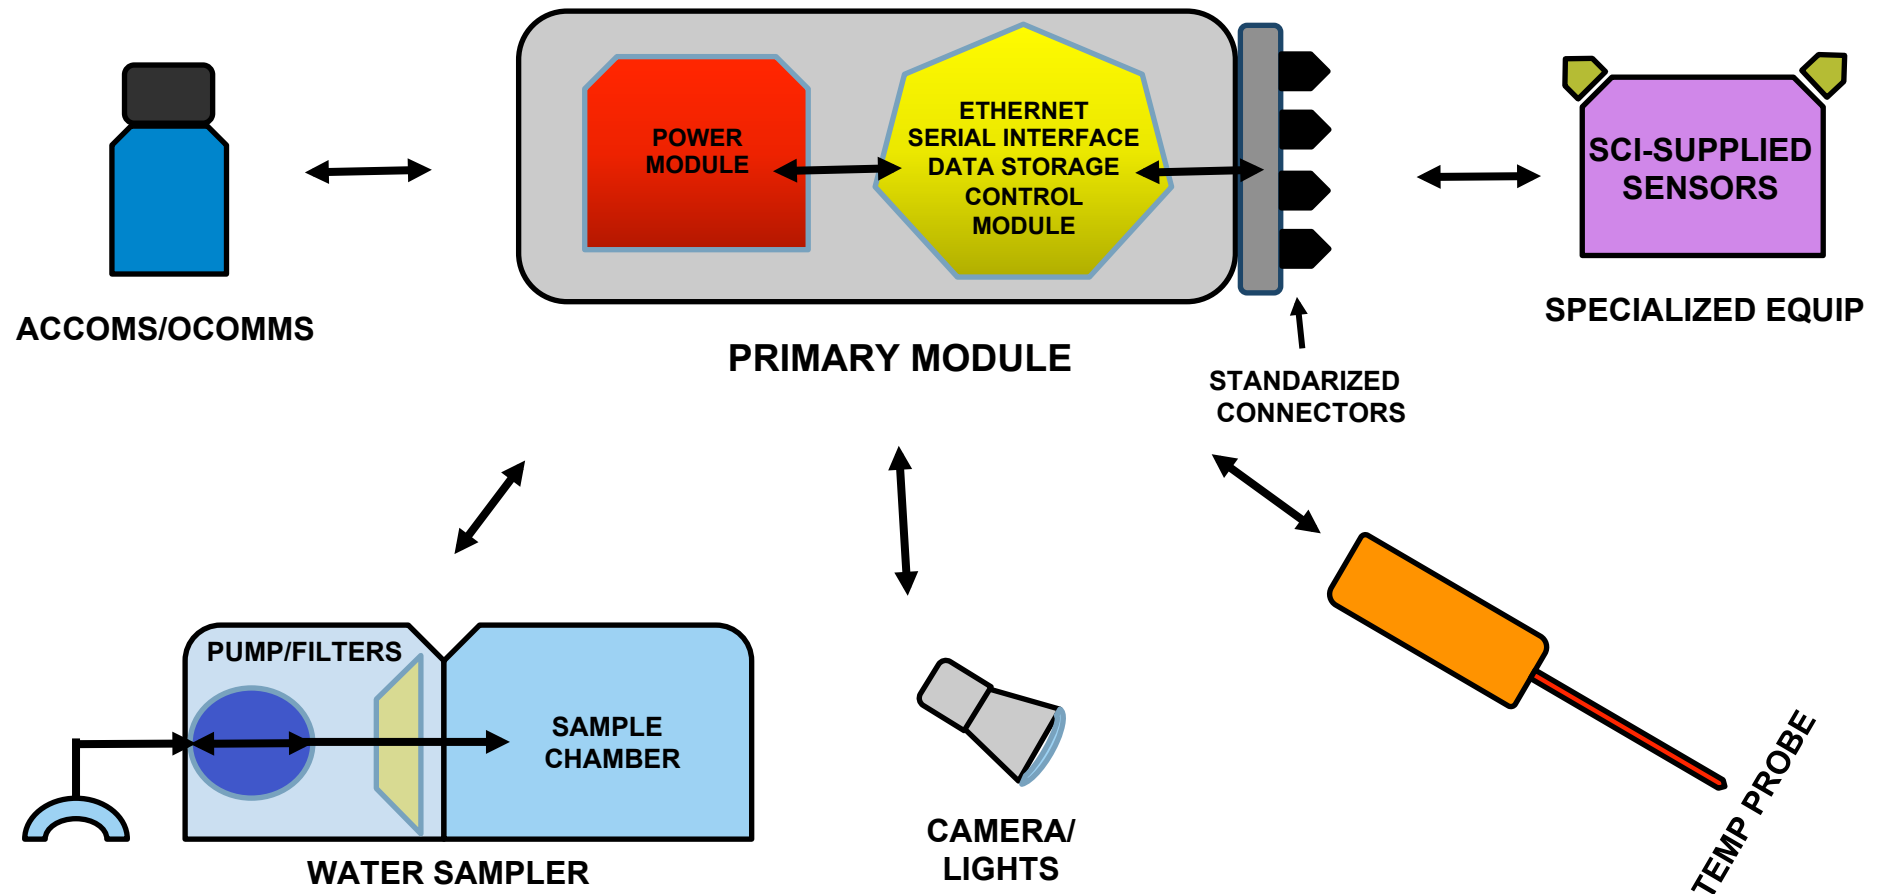 POWER
MODULE
ETHERNET
SERIAL INTERFACE
DATA STORAGE
CONTROL
MODULE
SCI-SUPPLIED
SENSORS
ACCOMS/OCOMMS
PRIMARY MODULE
SPECIALIZED EQUIP
STANDARIZED
CONNECTORS
PUMP/FILTERS
SAMPLE
CHAMBER
WATER SAMPLER
CAMERA/
LIGHTS
TEMP PROBE